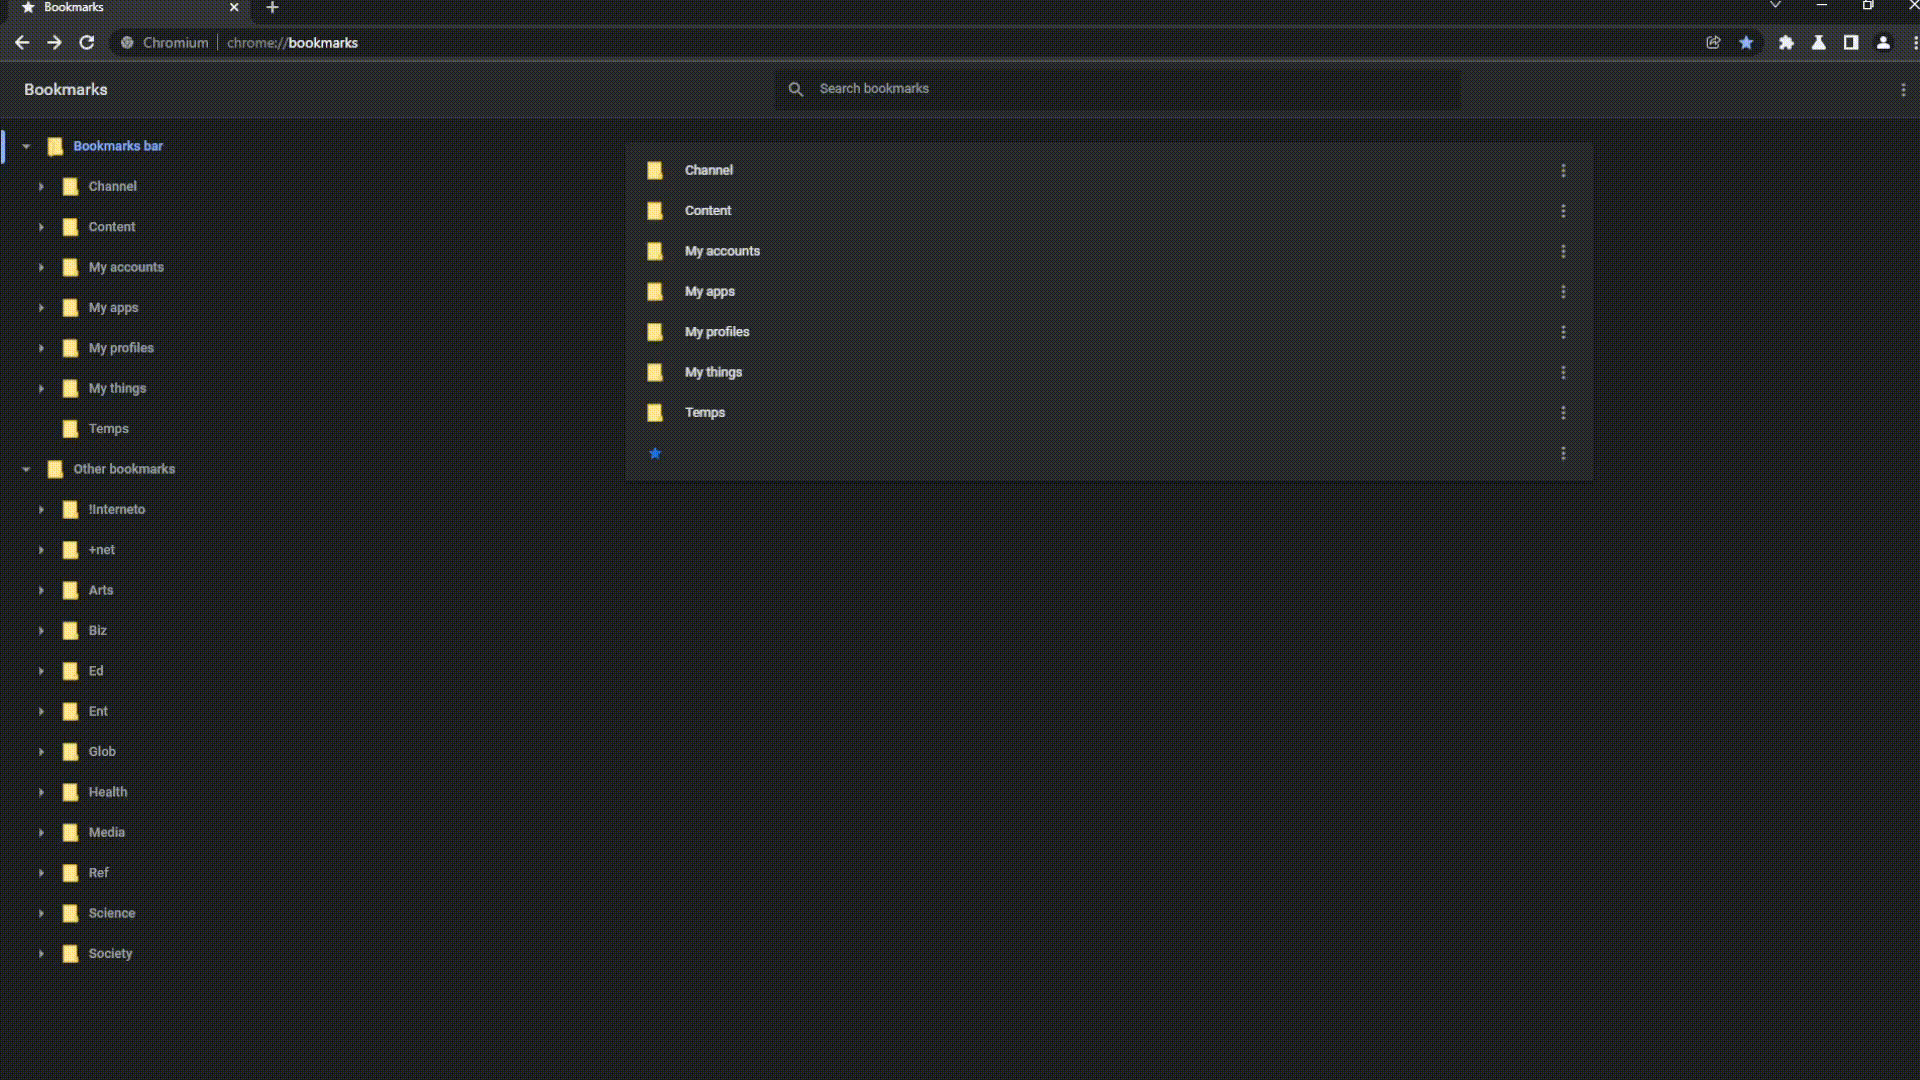 Bookmarks
Chromium chrome://bookmarks
Bookmarks
Search bookmarks
Bookmarks bar
Channel
Content
My accounts
My apps
My profiles
My things
Temps
Other bookmarks
!Interneto
+net
Arts
Biz
Ed
Ent
Glob
Health
Media
Ref
Science
Society
Channel
Content
My accounts
My apps
My profiles
My things
Temps